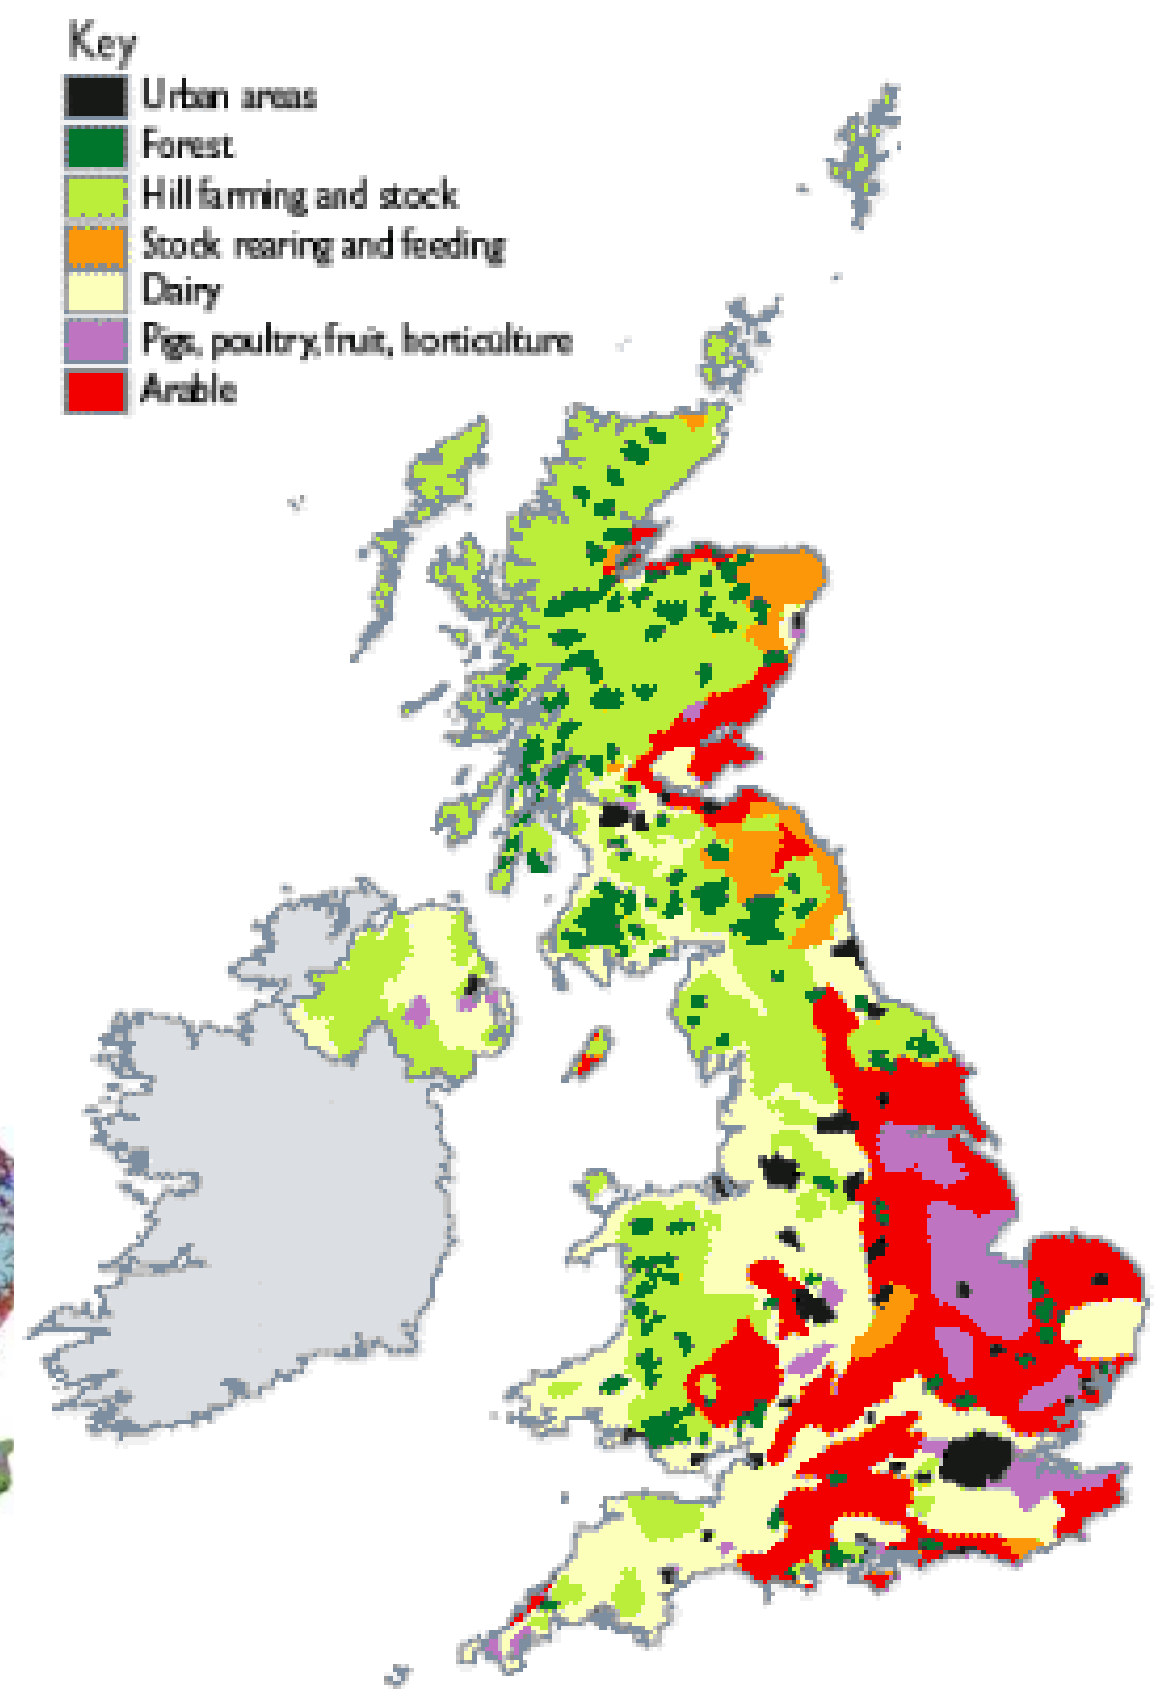 Key
Urban areas
Forest
Hill farming and stock
Stock rearing and feeding
Dairy
Pigs, poultry, fruit, horticulture
Arable